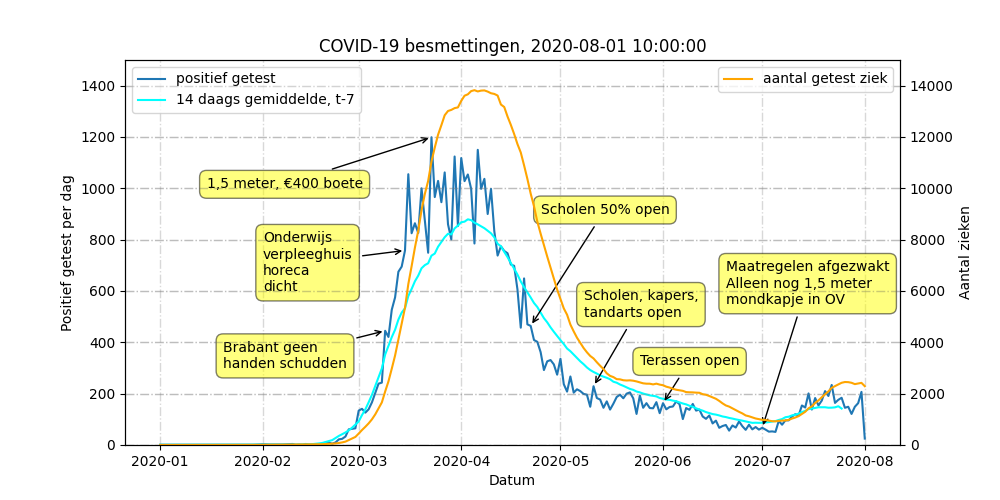 COVID-19 besmettingen, 2020-08-01 10:00:00
positief getest
14 daags gemiddelde, t-7
aantal getest ziek
1400
1200
1000
800
600
400
200
0
Positief getest per dag
14000
12000
10000
8000
6000
4000
2000
0
Aantal zieken
1,5 meter, €400 boete
Onderwijs
verpleeghuis
horeca
dicht
Brabant geen
handen schudden
Scholen 50% open
Scholen, kapers,
tandarts open
Terassen open
Maatregelen afgezwakt
Alleen nog 1,5 meter
mondkapje in OV
2020-01
2020-02
2020-03
2020-04
2020-05
2020-06
2020-07
2020-08
Datum